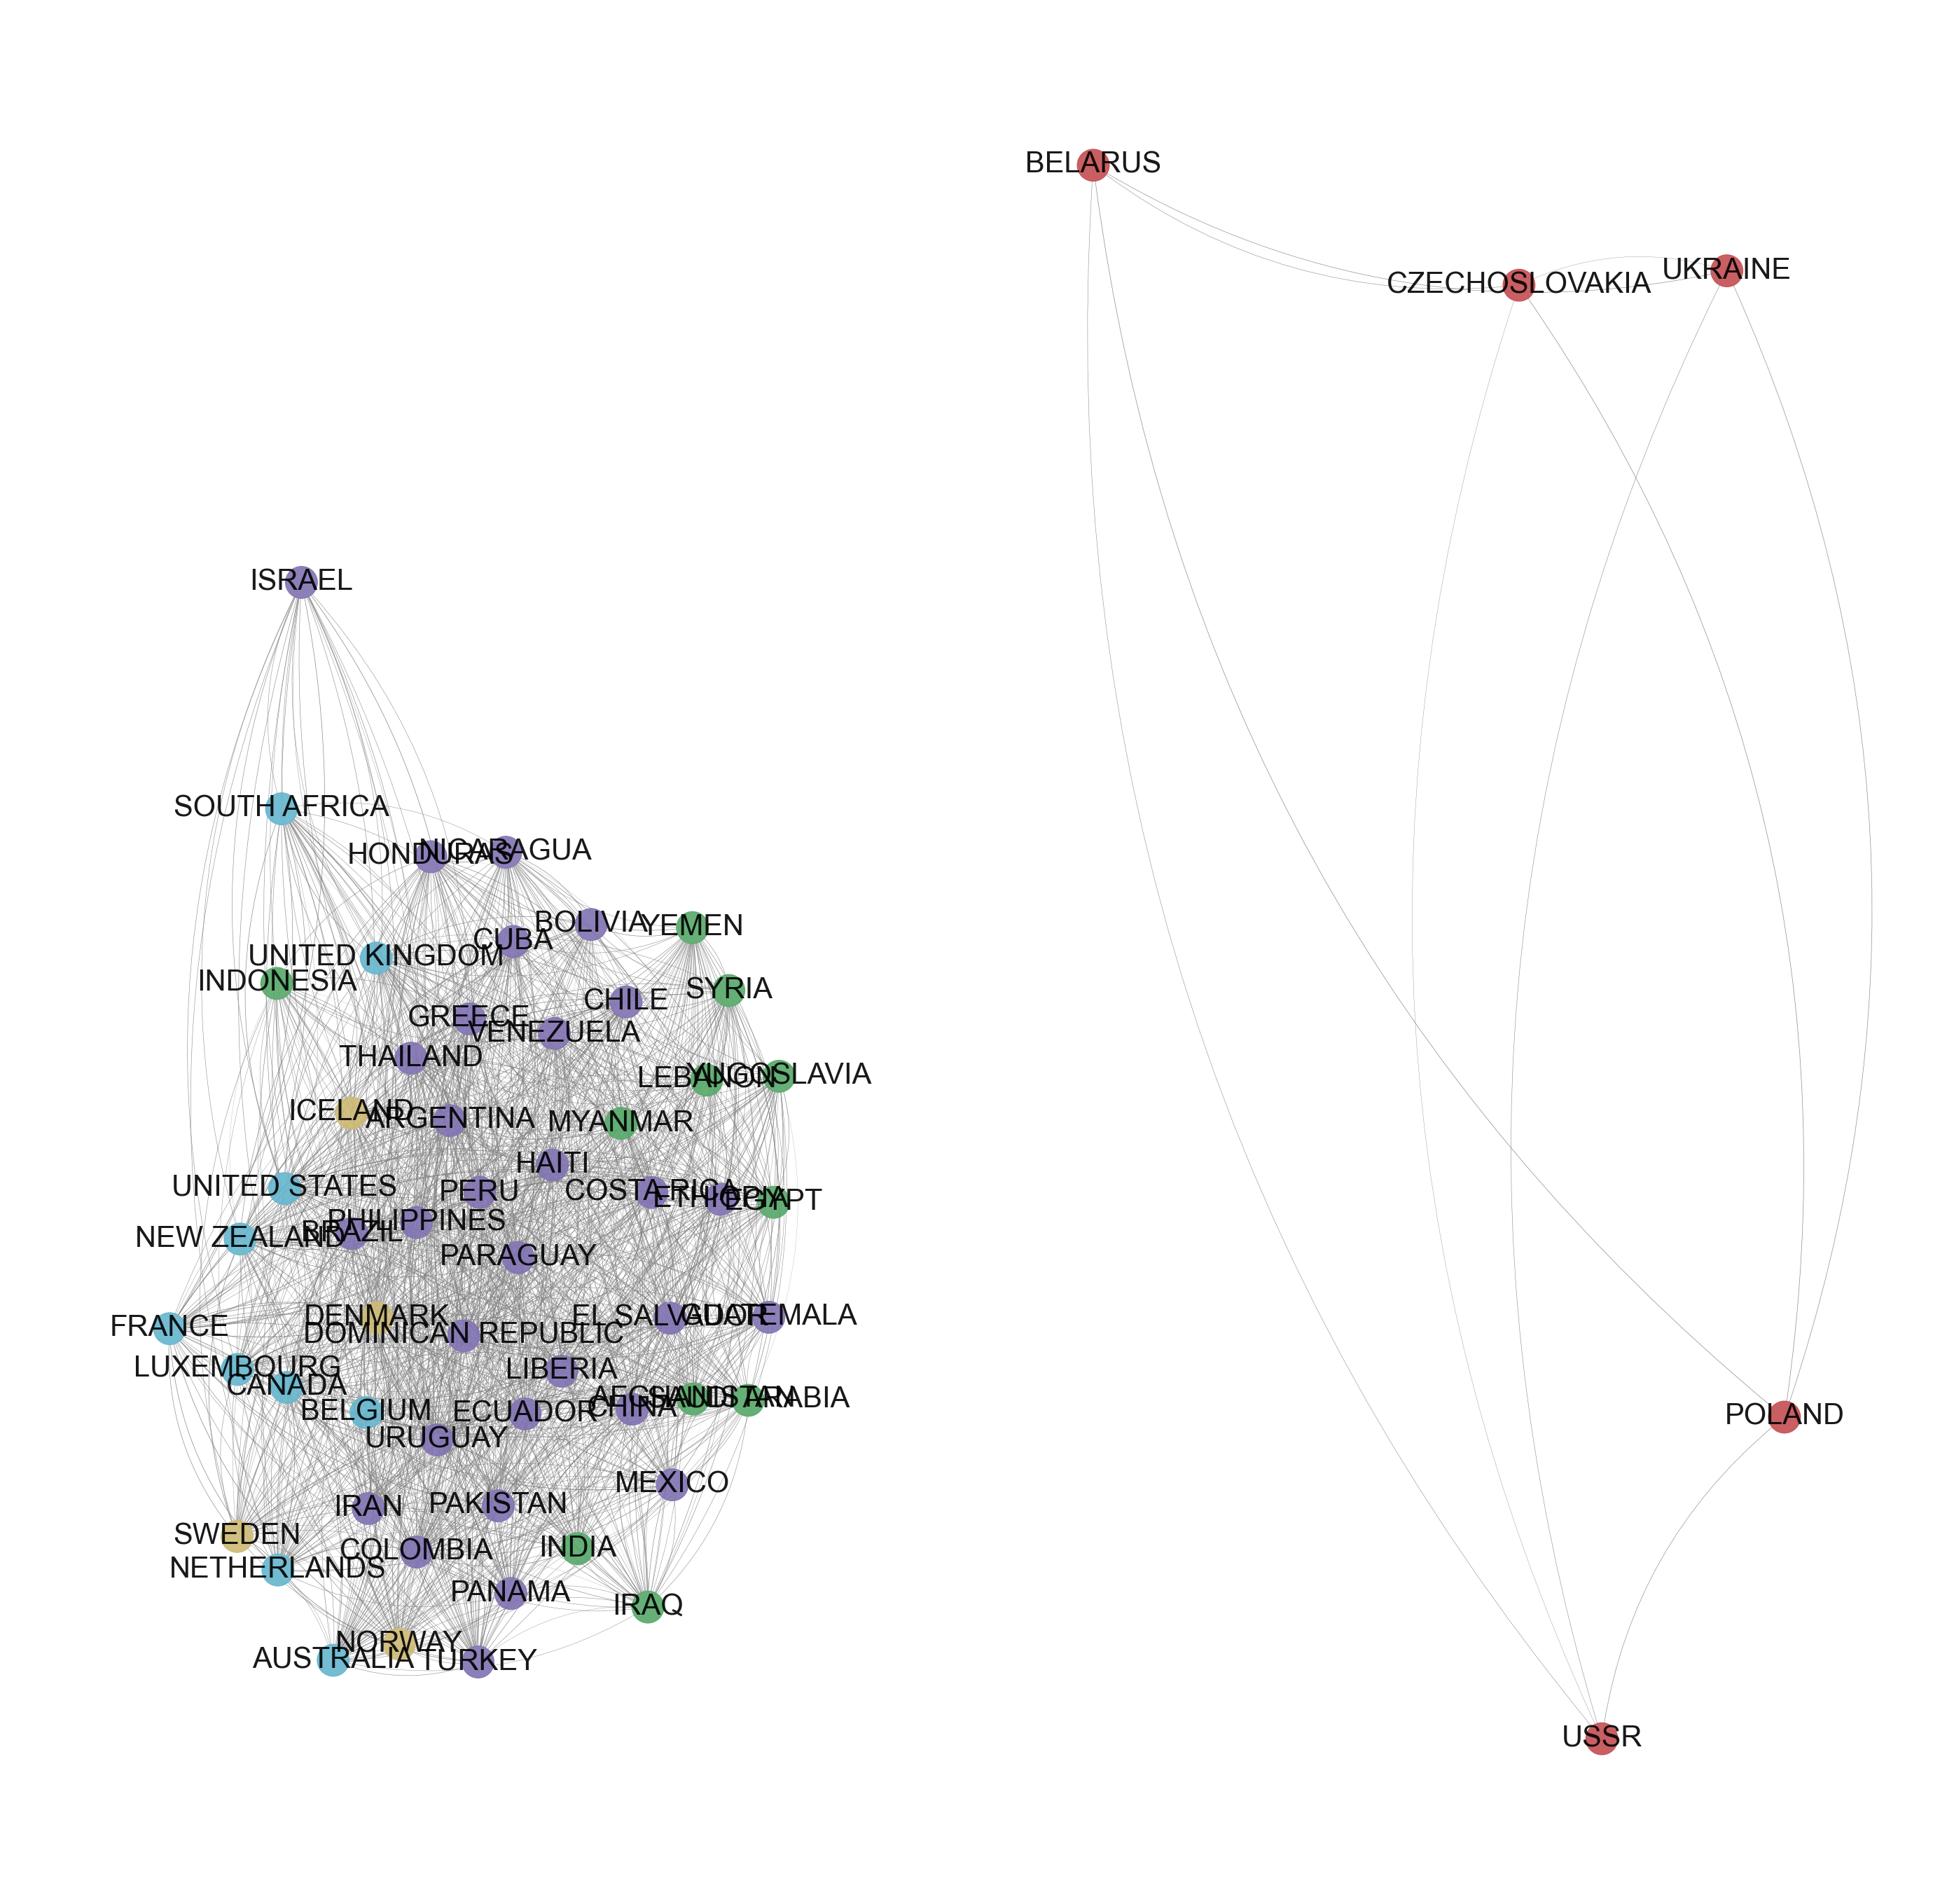 BELARUS
UKRAINE
CZECHOSLOVAKIA
ISRAEL
SOUTH AFRICA
NICARAGUA
HONDURAS
BOLIVIA
YEMEN
CUBA
UNITED KINGDOM
INDONESIA
SYRIA
CHILE
GREECE
VENEZUELA
THAILAND
YUGOSLAVIA
LEBANON
ICELAND
ARGENTINA
MYANMAR
HAITI
UNITED STATES
PERU
COSTA RICA
ETHIOPIA
EGYPT
PHILIPPINES
BRAZIL
NEW ZEALAND
PARAGUAY
DENMARK
EL SALVADOR
GUATEMALA
FRANCE
DOMINICAN REPUBLIC
LUXEMBOURG
LIBERIA
CANADA
AFGHANISTAN
SAUDI ARABIA
BELGIUM
ECUADOR
CHINA
POLAND
URUGUAY
MEXICO
IRAN
PAKISTAN
SWEDEN
COLOMBIA
INDIA
NETHERLANDS
PANAMA
IRAQ
NORWAY
AUSTRALIA
TURKEY
USSR